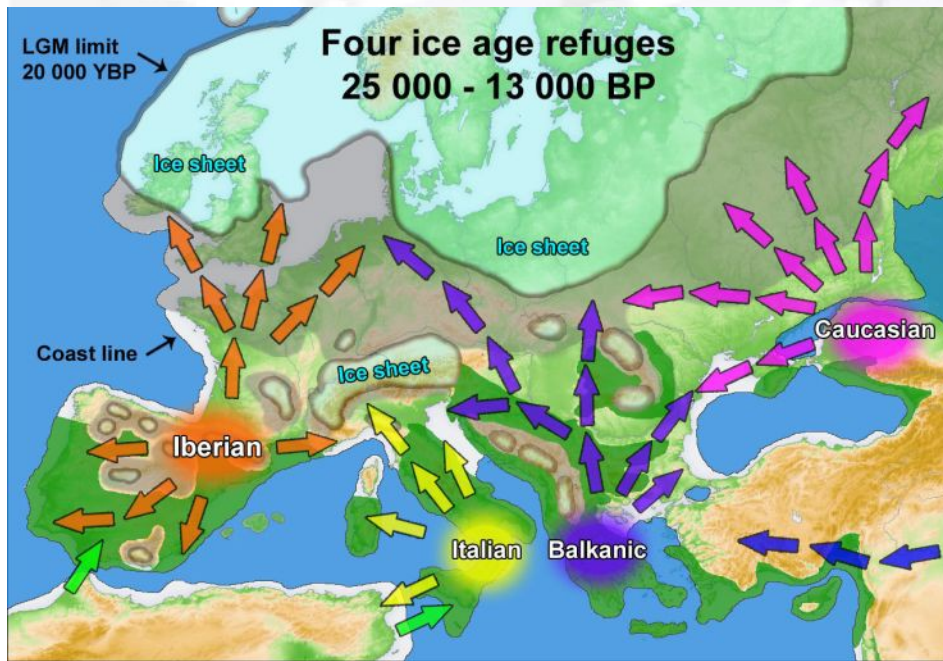 Four ice age refuges
25 000 - 13 000 BP
LGM limit
20 000 YBP
Ice sheet
Ice sheet
Coast line
Ice sheet
Caucasian
Iberian
Italian
Balkanic